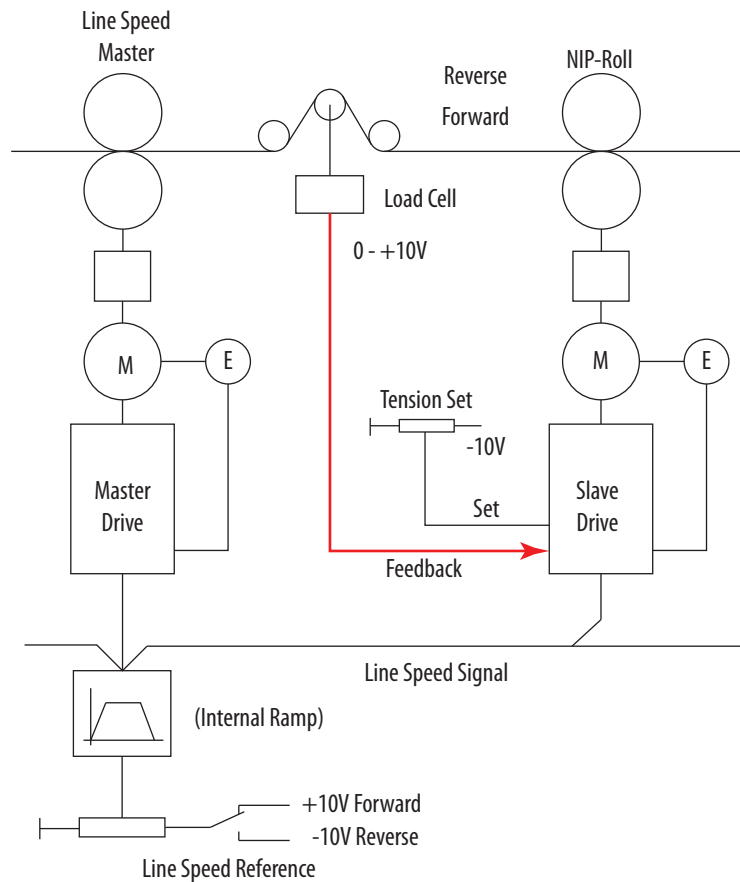 Line Speed
Master
NIP-Roll
Reverse
Forward
Load Cell
0 - +10V
M
E
M
E
Tension Set
-10V
Master
Drive
Set
Slave
Drive
Feedback
Line Speed Signal
(Internal Ramp)
+10V Forward
-10V Reverse
Line Speed Reference